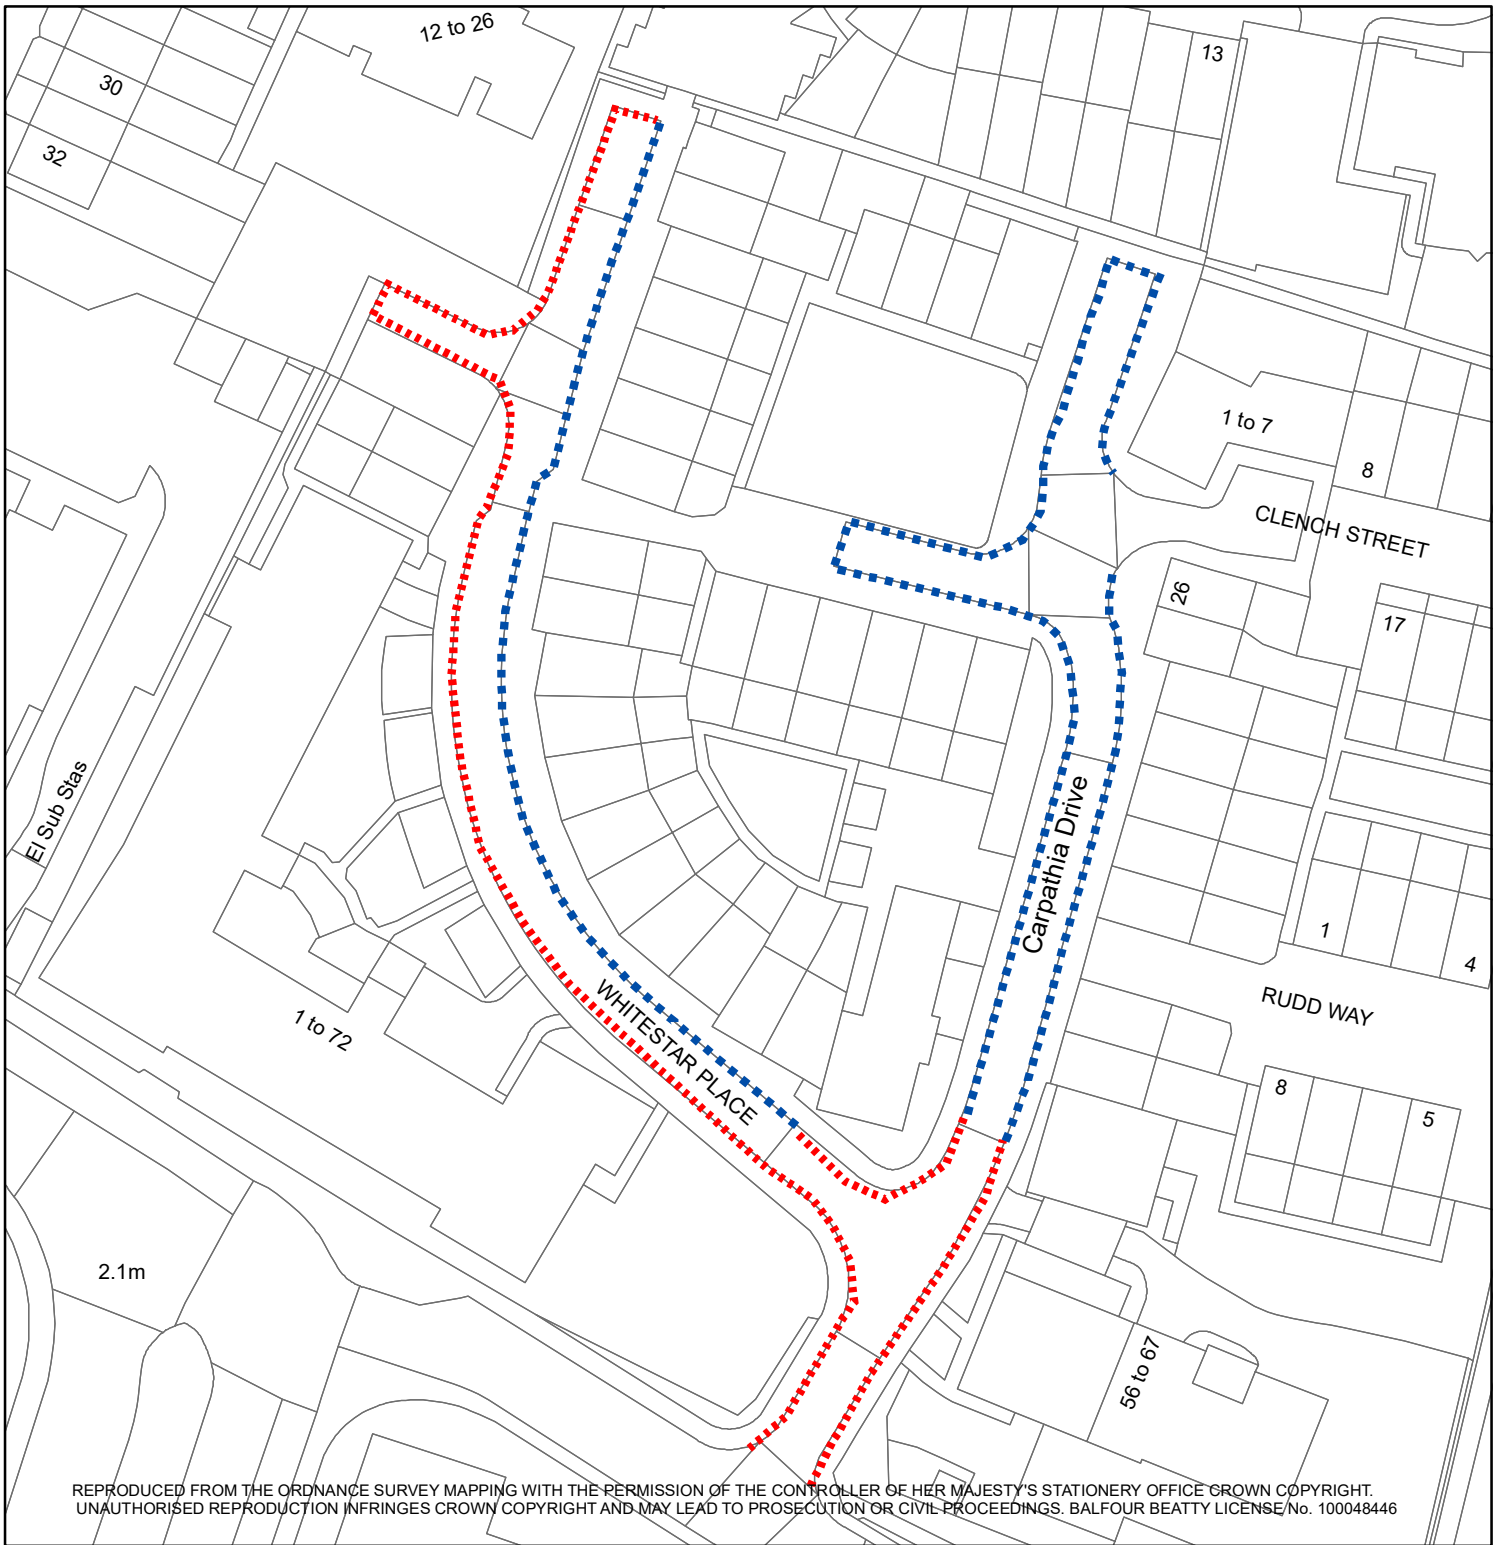 12 to 26
13
30
32
1 to 7
8
CLENCH STREET
26
17
El Sub Stas
Carpathia Drive
1
4
WHITESTAR PLACE
RUDD WAY
1 to 72
8
5
2.1m
56 to 67
REPRODUCED FROM THE ORDNANCE SURVEY MAPPING WITH THE PERMISSION OF THE CONTROLLER OF HER MAJESTY'S STATIONERY OFFICE CROWN COPYRIGHT.
UNAUTHORISED REPRODUCTION INFRINGES CROWN COPYRIGHT AND MAY LEAD TO PROSECUTION OR CIVIL PROCEEDINGS. BALFOUR BEATTY LICENSE No. 100048446